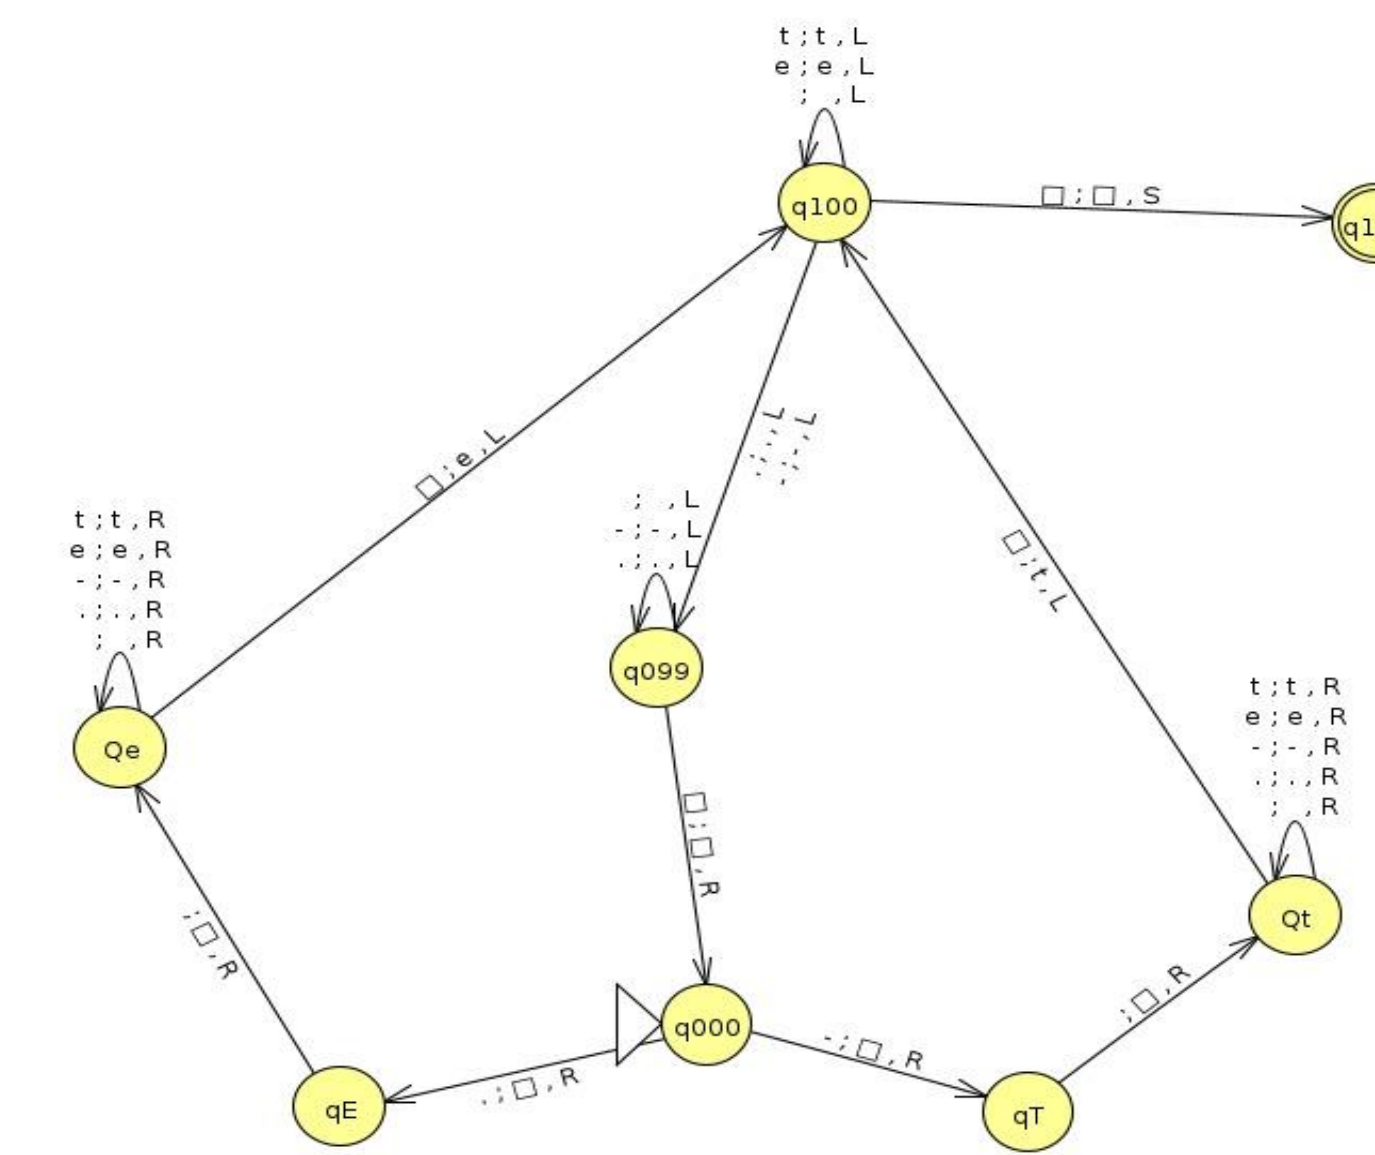 t ; t , L
e ; e , L
; , L
q100
□ ; □ , S
q1
□ ; e , L
; , L
- ; - , L
. ; . , L
t ; t , R
e ; e , R
- ; - , R
. ; . , R
; , R
□ ; t , L
q099
Qe
t ; t , R
e ; e , R
- ; - , R
. ; . , R
; , R
□ ; □ , R
Qt
; □ , R
; □ , R
q000
- ; □ , R
. ; □ , R
qE
qT